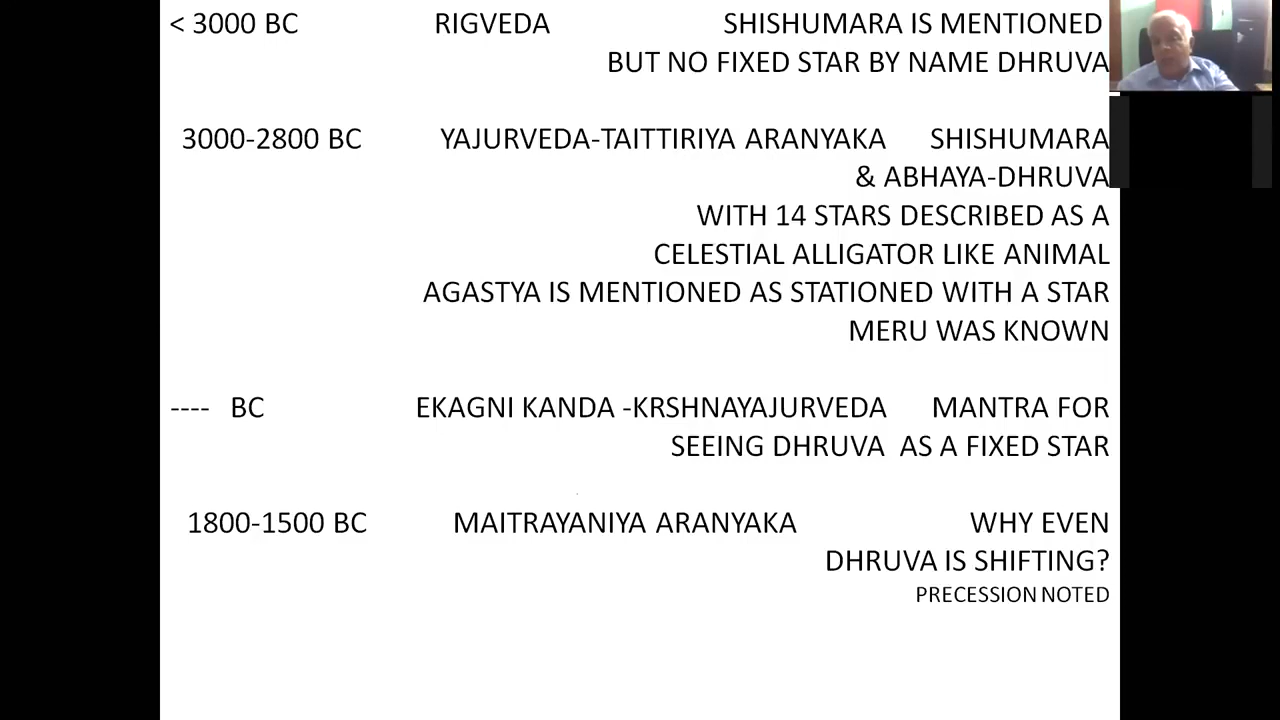 < 3000 BC RIGVEDA SHISHUMARA IS MENTIONED
BUT NO FIXED STAR BY NAME DHRUVA
3000-2800 BC YAJURVEDA-TAITTIRIYA ARANYAKA SHISHUMARA
& ABHAYA-DHRUVA
WITH 14 STARS DESCRIBED AS A
CELESTIAL ALLIGATOR LIKE ANIMAL
AGASTYA IS MENTIONED AS STATIONED WITH A STAR
MERU WAS KNOWN
---- BC EKAGNI KANDA -KRSHNAYAJURVEDA MANTRA FOR
SEEING DHRUVA AS A FIXED STAR
1800-1500 BC MAITRAYANIYA ARANYAKA WHY EVEN
DHRUVA IS SHIFTING?
PRECESSION NOTED